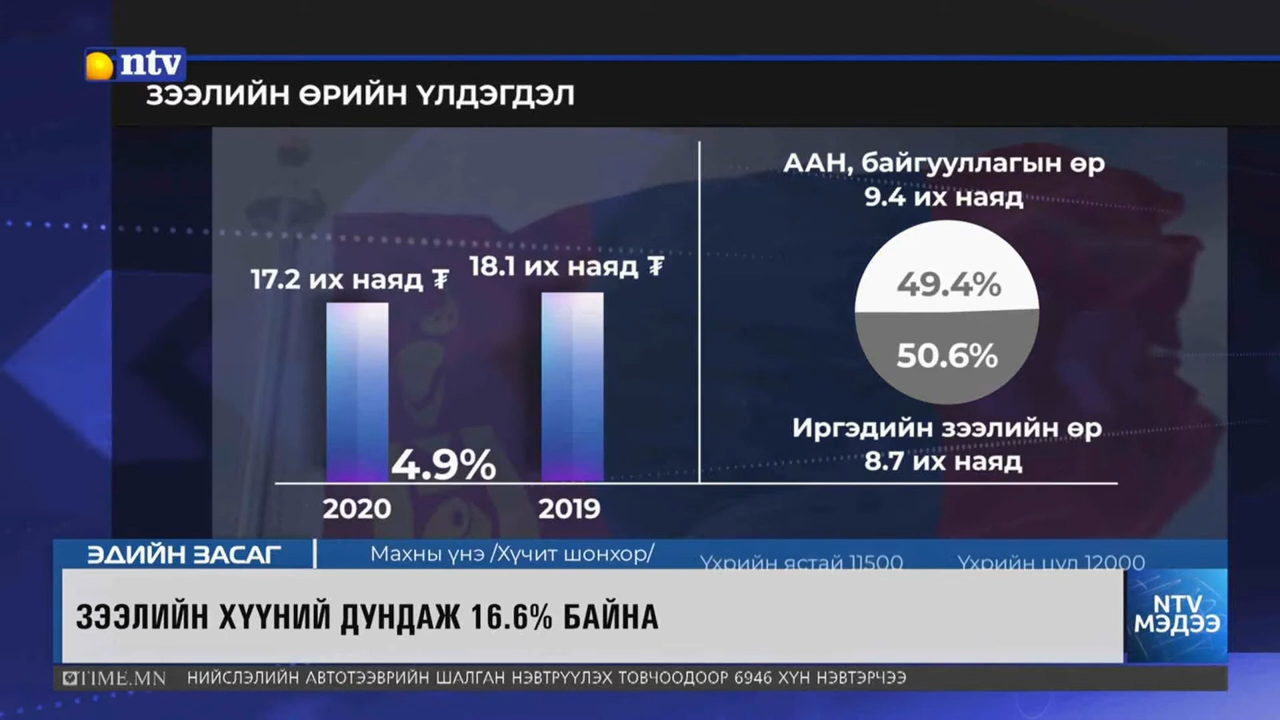 ntv
ЗЭЭЛИЙН ӨРИЙН ҮЛДЭГДЭЛ
17.2 их наяд ₮
18.1 их наяд ₮
4.9%
2020
2019
ААН, байгууллагын өр
9.4 их наяд
49.4%
50.6%
Иргэдийн зээлийн өр
8.7 их наяд
ЭДИЙН ЗАСАГ
Махны үнэ /Хүчит шонхор/
Үхрийн ястай 11500
Үхрийн цул 12000
ЗЭЭЛИЙН ХҮҮНИЙ ДУНДАЖ 16.6% БАЙНА
NTV
МЭДЭЭ
TIME.MN
НИЙСЛЭЛИЙН АВТОТЭЭВРИЙН ШАЛГАН НЭВТРҮҮЛЭХ ТОВЧООДООР 6946 ХҮН НЭВТЭРЧЭЭ